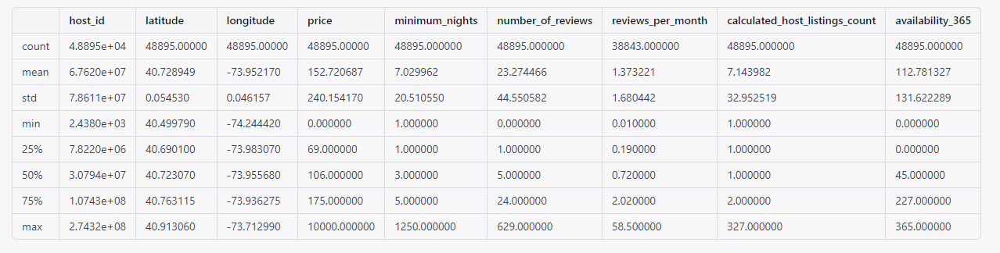 host_id latitude longitude price minimum_nights number_of_reviews reviews_per_month calculated_host_listings_count availability_365
count 4.8895e+04 48895.00000 48895.00000 48895.00000 48895.000000 48895.000000 38843.000000 48895.000000 48895.000000
mean 6.7620e+07 40.728949 -73.952170 152.720687 7.029962 23.274466 1.373221 7.143982 112.781327
std 7.8611e+07 0.054530 0.046157 240.154170 20.510550 44.550582 1.680442 32.952519 131.622289
min 2.4380e+03 40.499790 -74.244420 0.000000 1.000000 0.000000 0.010000 1.000000 0.000000
25% 7.8220e+06 40.690100 -73.983070 69.000000 1.000000 1.000000 0.190000 1.000000 0.000000
50% 3.0794e+07 40.723070 -73.955680 106.000000 3.000000 5.000000 0.720000 1.000000 45.000000
75% 1.0743e+08 40.763115 -73.936275 175.000000 5.000000 24.000000 2.020000 2.000000 227.000000
max 2.7432e+08 40.913060 -73.712990 10000.000000 1250.000000 629.000000 58.500000 327.000000 365.000000